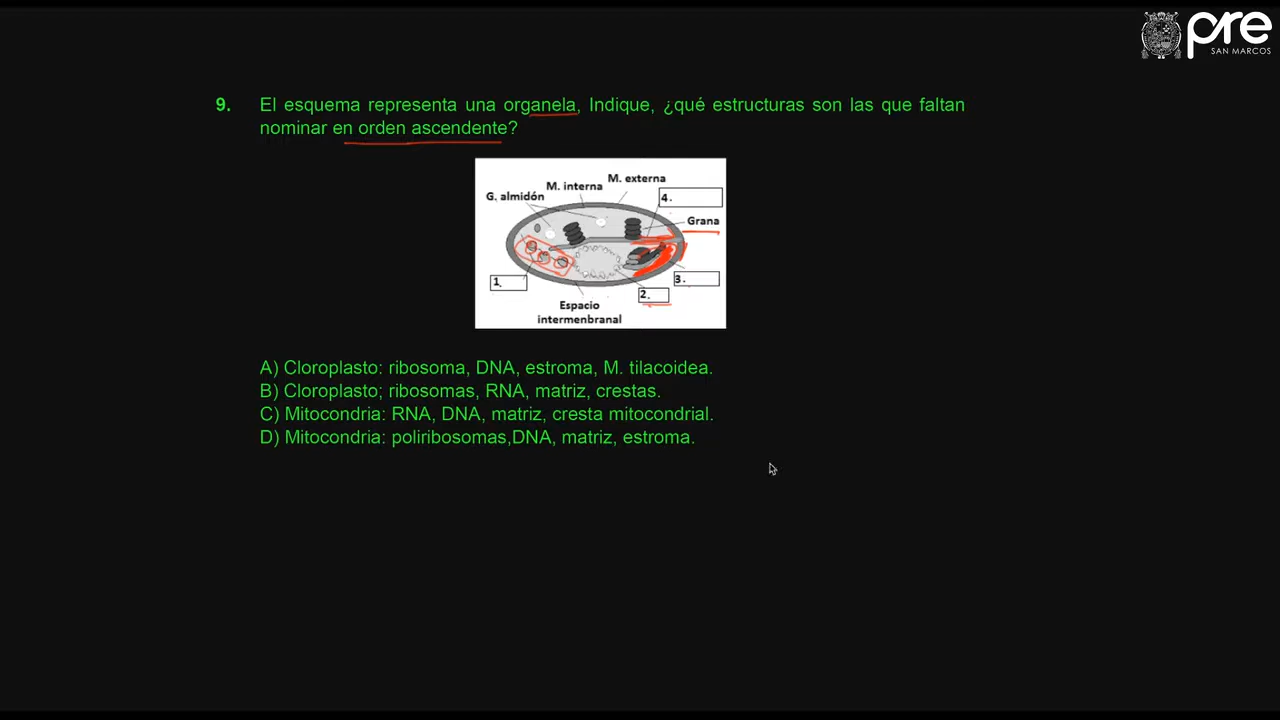 pre
SAN MARCOS
9. El esquema representa una organela, Indique, ¿qué estructuras son las que faltan
nominar en orden ascendente?
M. externa
M. interna
G. almidón
4.
Grana
1.
3.
2.
Espacio
intermenbranal
A) Cloroplasto: ribosoma, DNA, estroma, M. tilacoidea.
B) Cloroplasto; ribosomas, RNA, matriz, crestas.
C) Mitocondria: RNA, DNA, matriz, cresta mitocondrial.
D) Mitocondria: poliribosomas,DNA, matriz, estroma.